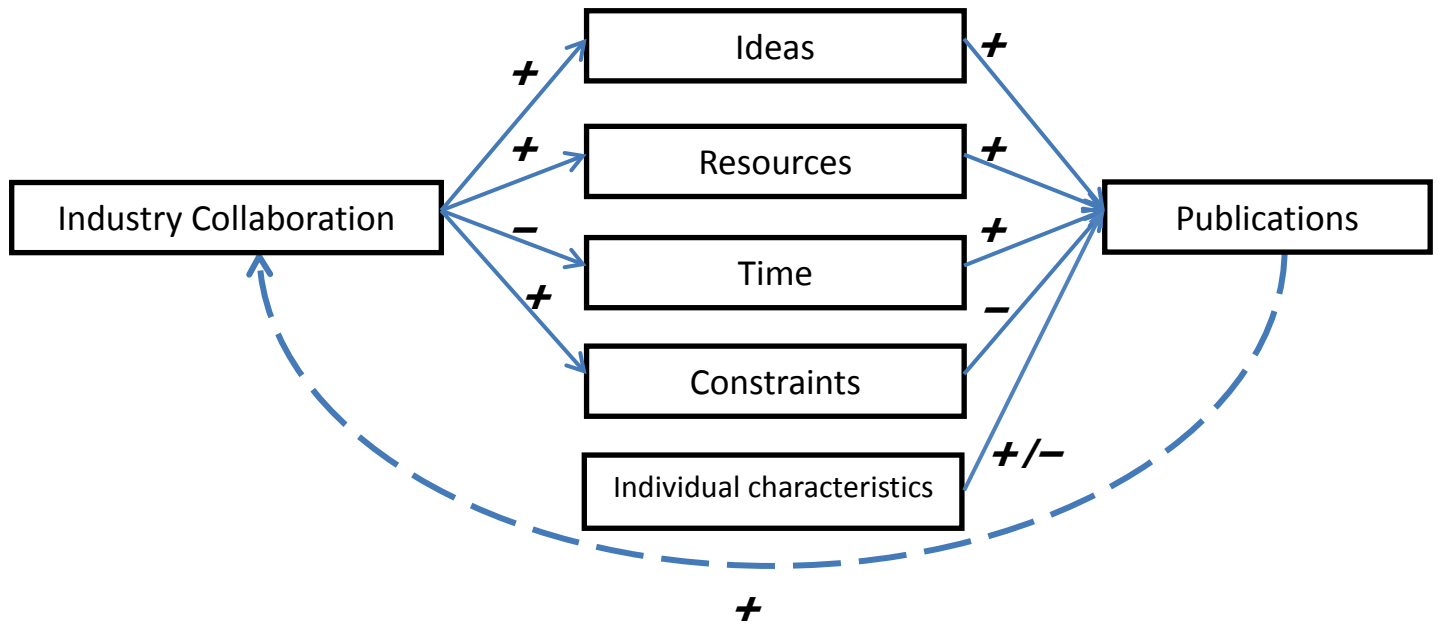 Ideas
+
+
Resources
+
+
Industry Collaboration
Publications
−
Time
+
+
Constraints
−
Individual characteristics
+/−
+